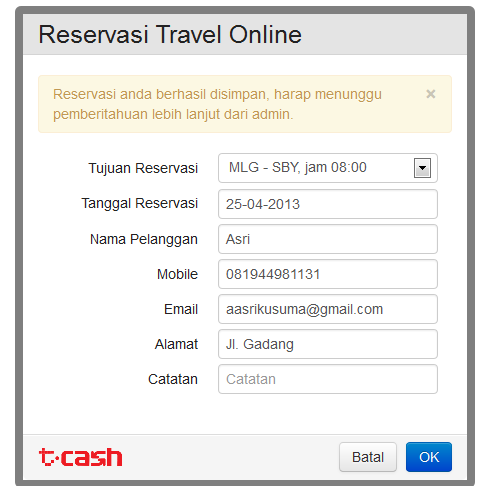 Reservasi Travel Online
Reservasi anda berhasil disimpan, harap menunggu ×
pemberitahuan lebih lanjut dari admin.
Tujuan Reservasi MLG - SBY, jam 08:00
Tanggal Reservasi 25-04-2013
Nama Pelanggan Asri
Mobile 081944981131
Email aasrikusuma@gmail.com
Alamat Jl. Gadang
Catatan Catatan
t·cash Batal OK